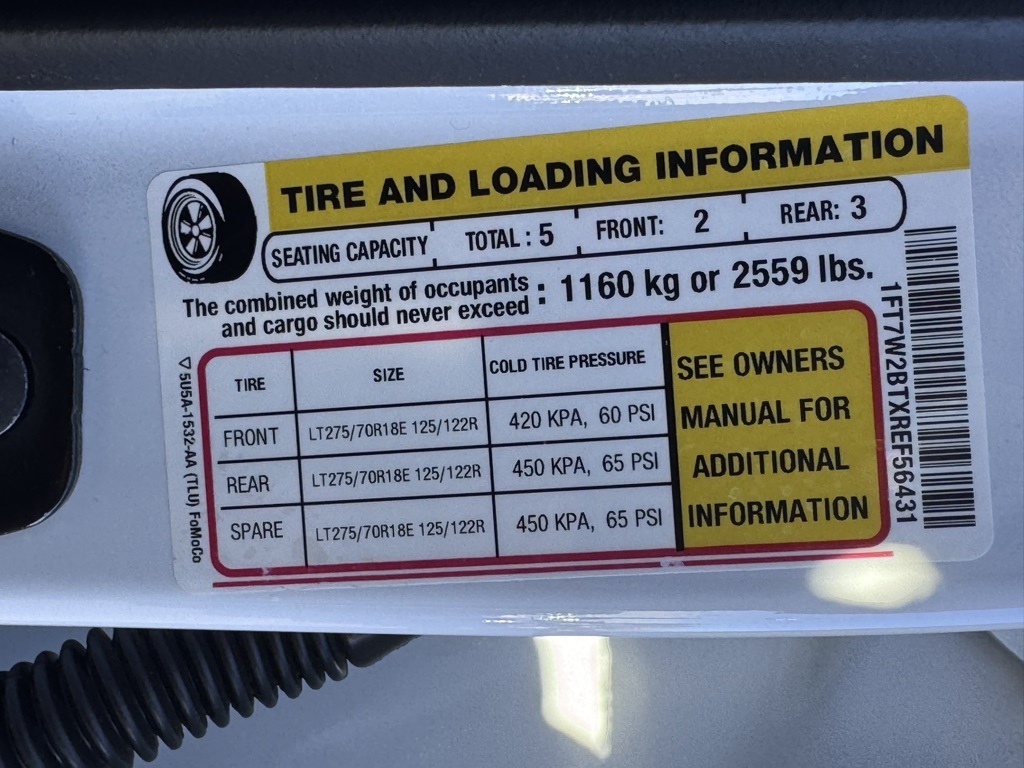 TIRE AND LOADING INFORMATION
SEATING CAPACITY TOTAL : 5 FRONT: 2 REAR: 3
The combined weight of occupants
and cargo should never exceed : 1160 kg or 2559 lbs.
TIRE SIZE COLD TIRE PRESSURE
FRONT LT275/70R18E 125/122R 420 KPA, 60 PSI
REAR LT275/70R18E 125/122R 450 KPA, 65 PSI
SPARE LT275/70R18E 125/122R 450 KPA, 65 PSI
SEE OWNERS
MANUAL FOR
ADDITIONAL
INFORMATION
5U5A-1532-AA (TLU) FoMoCo
1FT7W2BTXREF56431